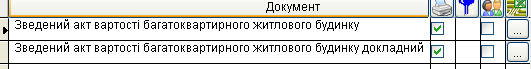 Документ
Зведений акт вартості багатоквартирного житлового будинку
...
Зведений акт вартості багатоквартирного житлового будинку докладний
...